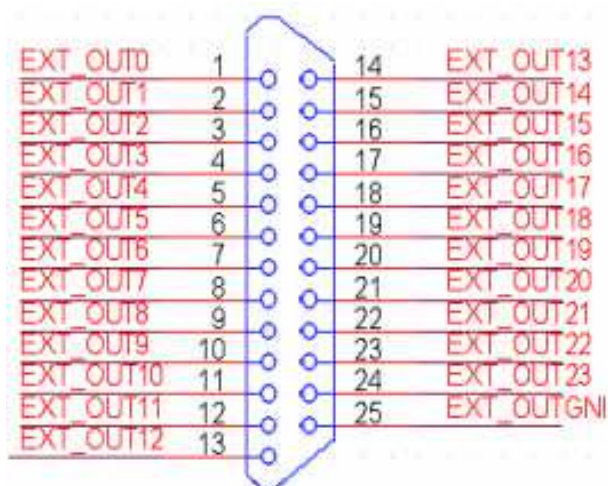 EXT_OUT0 1 14 EXT_OUT13
EXT_OUT1 2 15 EXT_OUT14
EXT_OUT2 3 16 EXT_OUT15
EXT_OUT3 4 17 EXT_OUT16
EXT_OUT4 5 18 EXT_OUT17
EXT_OUT5 6 19 EXT_OUT18
EXT_OUT6 7 20 EXT_OUT19
EXT_OUT7 8 21 EXT_OUT20
EXT_OUT8 9 22 EXT_OUT21
EXT_OUT9 10 23 EXT_OUT22
EXT_OUT10 11 24 EXT_OUT23
EXT_OUT11 12 25 EXT_OUTGNI
EXT_OUT12 13